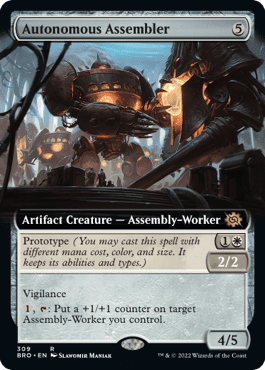 Autonomous Assembler 5
Artifact Creature — Assembly-Worker
Prototype (You may cast this spell with 1
different mana cost, color, and size. It
keeps its abilities and types.) 2/2
Vigilance
1, : Put a +1/+1 counter on target
Assembly-Worker you control.
4/5
309 R
BRO • EN SLAWOMIR MANIAK ™ & © 2022 Wizards of the Coast